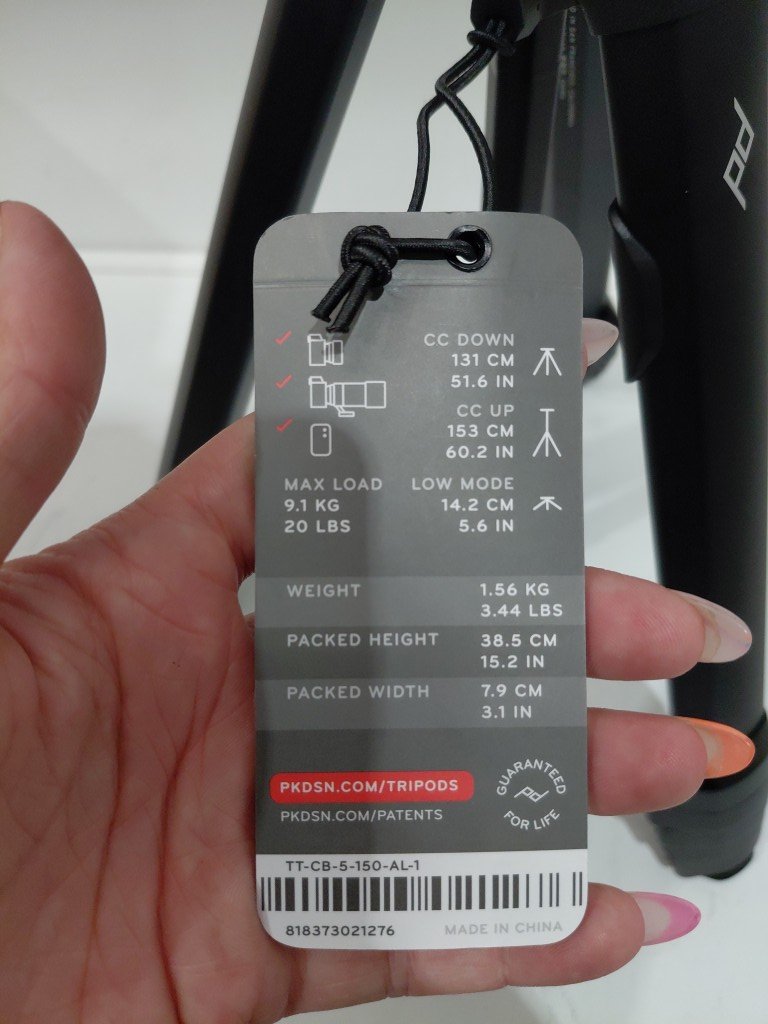 pd
CC DOWN
131 CM
51.6 IN
CC UP
153 CM
60.2 IN
MAX LOAD
9.1 KG
20 LBS
LOW MODE
14.2 CM
5.6 IN
WEIGHT
1.56 KG
3.44 LBS
PACKED HEIGHT
38.5 CM
15.2 IN
PACKED WIDTH
7.9 CM
3.1 IN
PKDSN.COM/TRIPODS
PKDSN.COM/PATENTS
GUARANTEED
pd
FOR LIFE
TT-CB-5-150-AL-1
818373021276
MADE IN CHINA